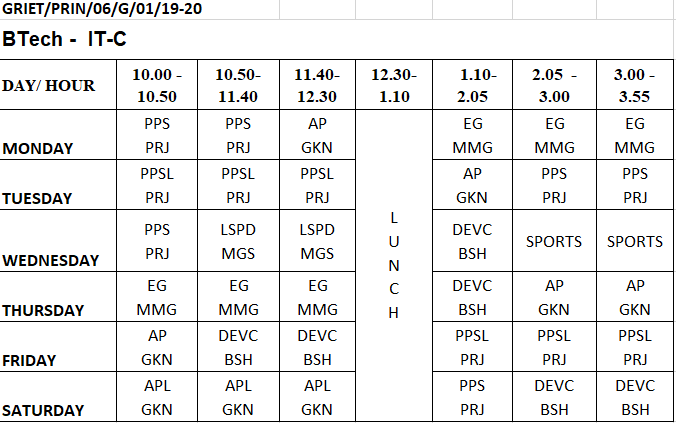 GRIET/PRIN/06/G/01/19-20
BTech - IT-C
DAY/ HOUR 10.00 - 10.50 10.50- 11.40 11.40- 12.30 12.30- 1.10 1.10- 2.05 2.05 - 3.00 3.00 - 3.55
MONDAY PPS PRJ PPS PRJ AP GKN EG MMG EG MMG EG MMG
TUESDAY PPSL PRJ PPSL PRJ PPSL PRJ AP GKN PPS PRJ PPS PRJ
WEDNESDAY PPS PRJ LSPD MGS LSPD MGS LUNCH DEVC BSH SPORTS SPORTS
THURSDAY EG MMG EG MMG EG MMG DEVC BSH AP GKN AP GKN
FRIDAY AP GKN DEVC BSH DEVC BSH PPSL PRJ PPSL PRJ PPSL PRJ
SATURDAY APL GKN APL GKN APL GKN PPS PRJ DEVC BSH DEVC BSH